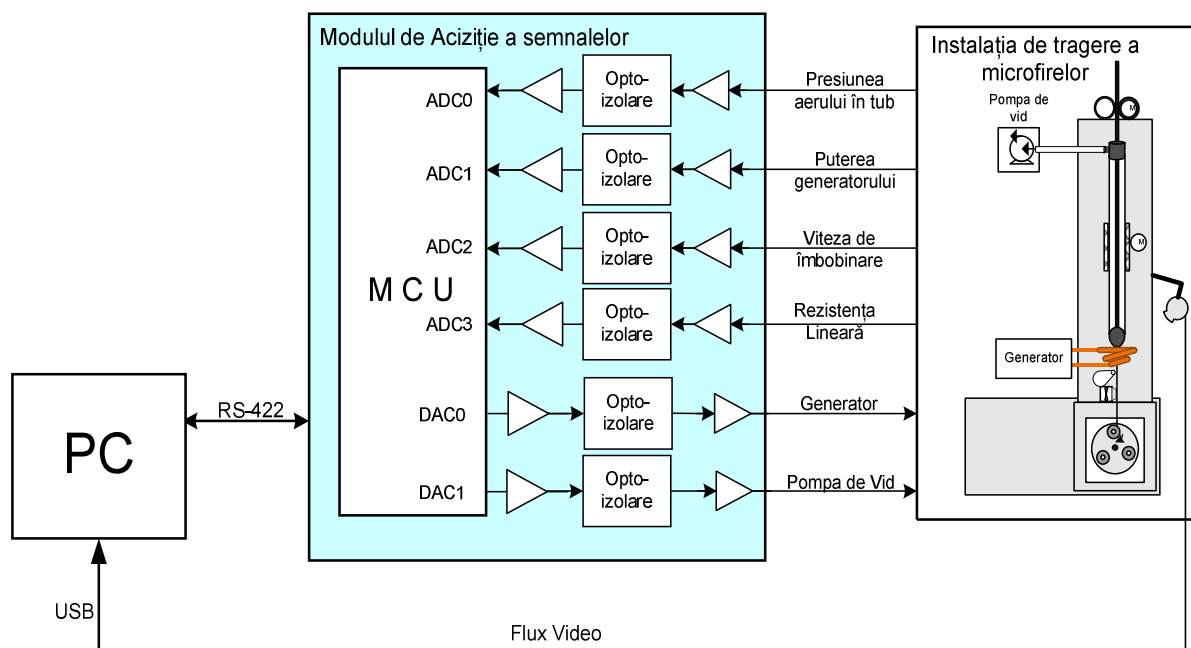 Modulul de Aciziție a semnalelor
Instalația de tragere a
microfirelor
Pompa de
vid
M
M
Generator
MCU
ADC0
Opto-
izolare
Presiunea
aerului în tub
ADC1
Opto-
izolare
Puterea
generatorului
ADC2
Opto-
izolare
Viteza de
îmbobinare
ADC3
Opto-
izolare
Rezistența
Lineară
DAC0
Opto-
izolare
Generator
DAC1
Opto-
izolare
Pompa de Vid
PC
RS-422
USB
Flux Video